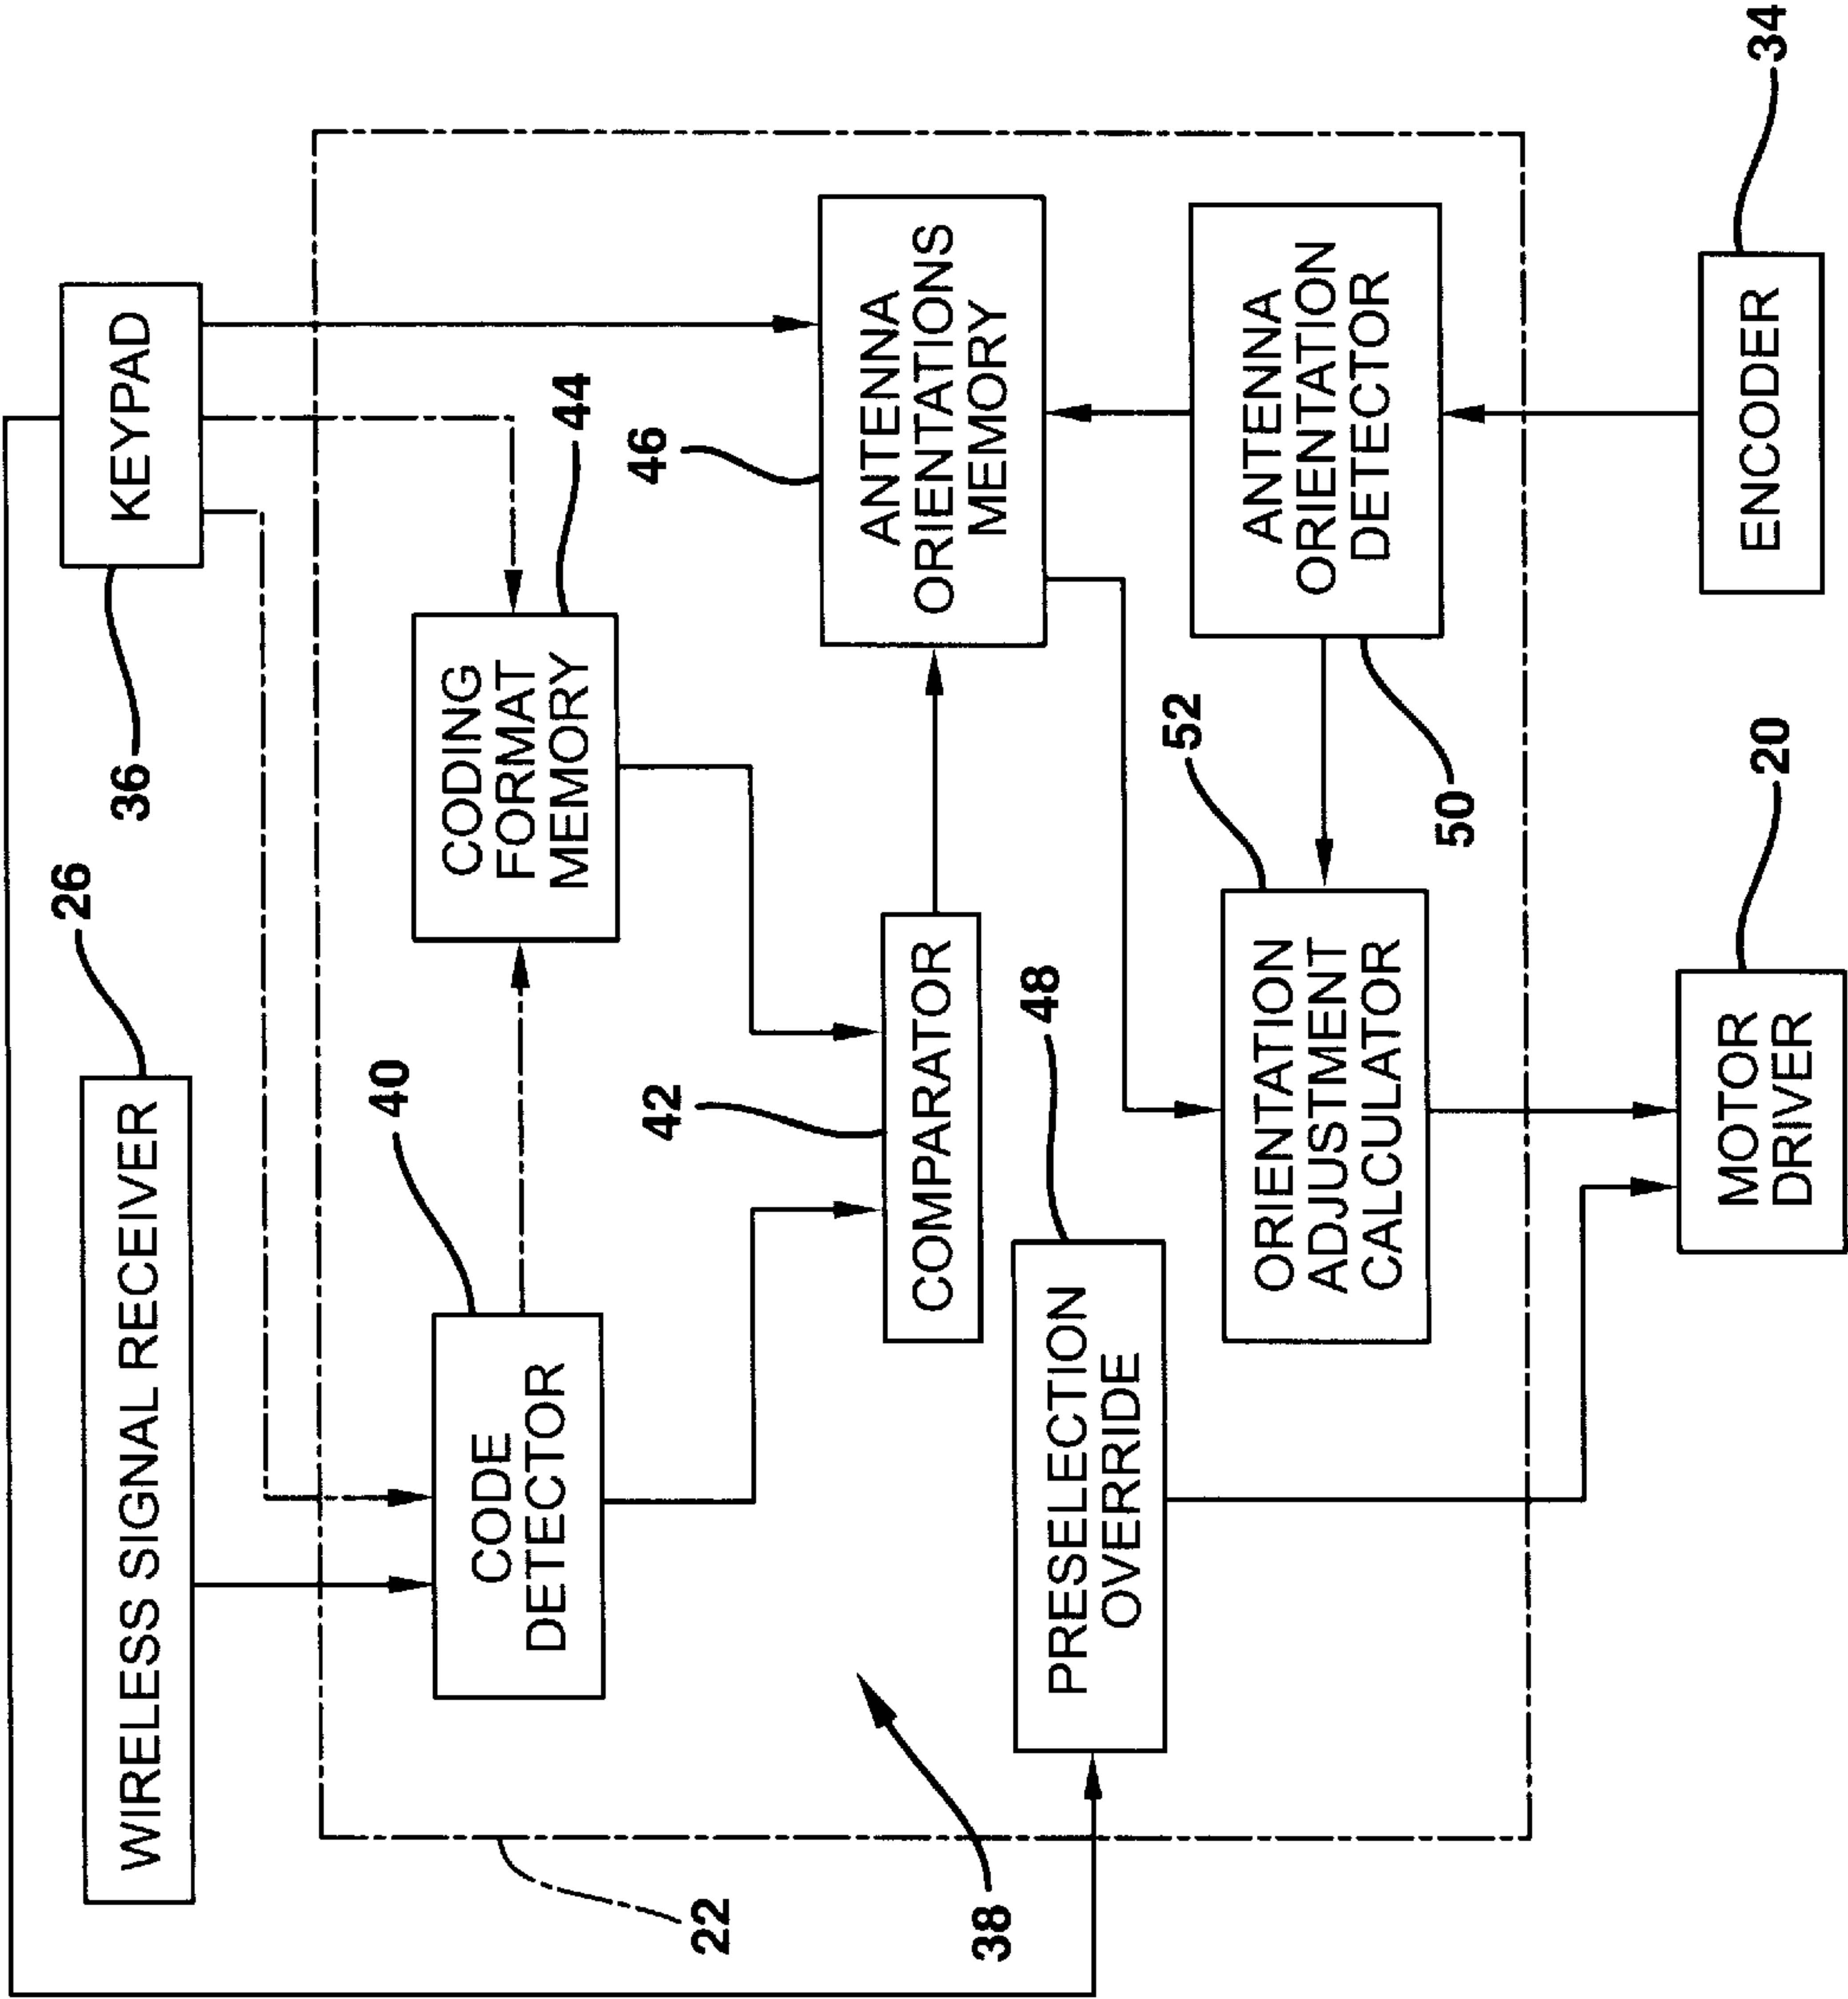 36
KEYPAD
26
WIRELESS SIGNAL RECEIVER
44
CODING
FORMAT
MEMORY
40
CODE
DETECTOR
46
ANTENNA
ORIENTATIONS
MEMORY
42
COMPARATOR
48
PRESELECTION
OVERRIDE
22
38
ANTENNA
ORIENTATION
DETECTOR
50
52
ORIENTATION
ADJUSTMENT
CALCULATOR
34
ENCODER
20
MOTOR
DRIVER